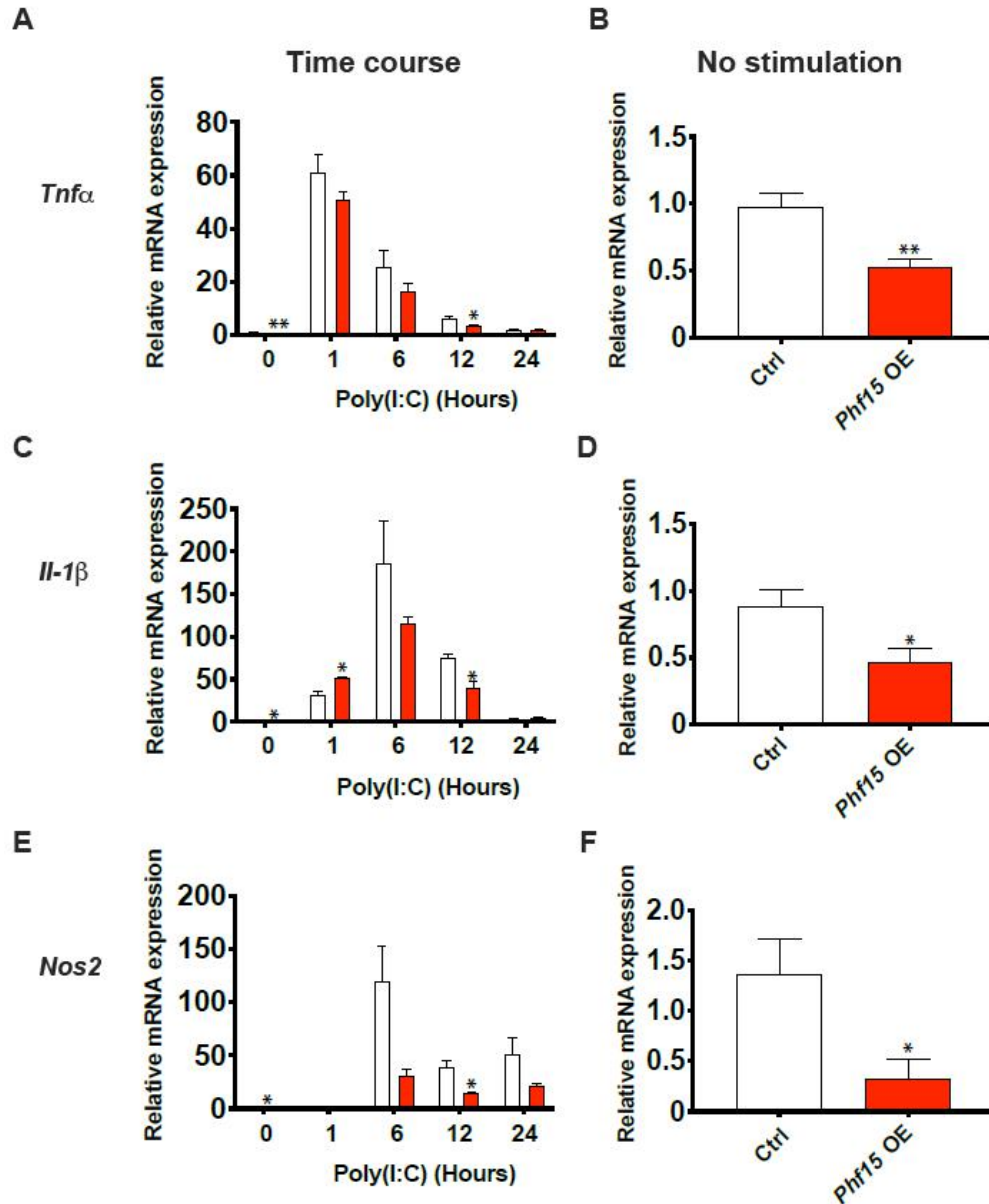 A
B
Time course
No stimulation
Tnfα
Relative mRNA expression
80
60
40
20
0
**
*
0 1 6 12 24
Poly(I:C) (Hours)
Relative mRNA expression
1.5
1.0
0.5
0
**
Ctrl
Phf15 OE
C
D
Il-1β
Relative mRNA expression
250
200
150
100
50
0
*
*
*
0 1 6 12 24
Poly(I:C) (Hours)
Relative mRNA expression
1.5
1.0
0.5
0
*
Ctrl
Phf15 OE
E
F
Nos2
Relative mRNA expression
200
150
100
50
0
*
*
0 1 6 12 24
Poly(I:C) (Hours)
Relative mRNA expression
2.0
1.5
1.0
0.5
0
*
Ctrl
Phf15 OE